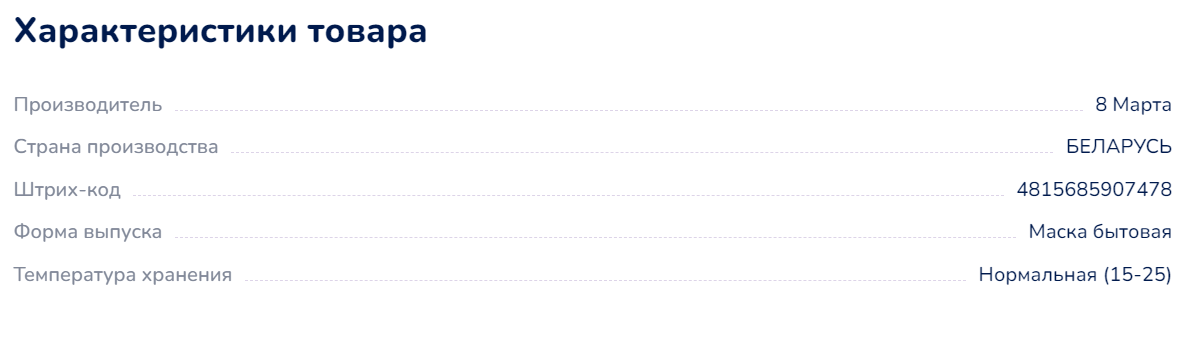 Характеристики товара
Производитель 8 Марта
Страна производства БЕЛАРУСЬ
Штрих-код 4815685907478
Форма выпуска Маска бытовая
Температура хранения Нормальная (15-25)